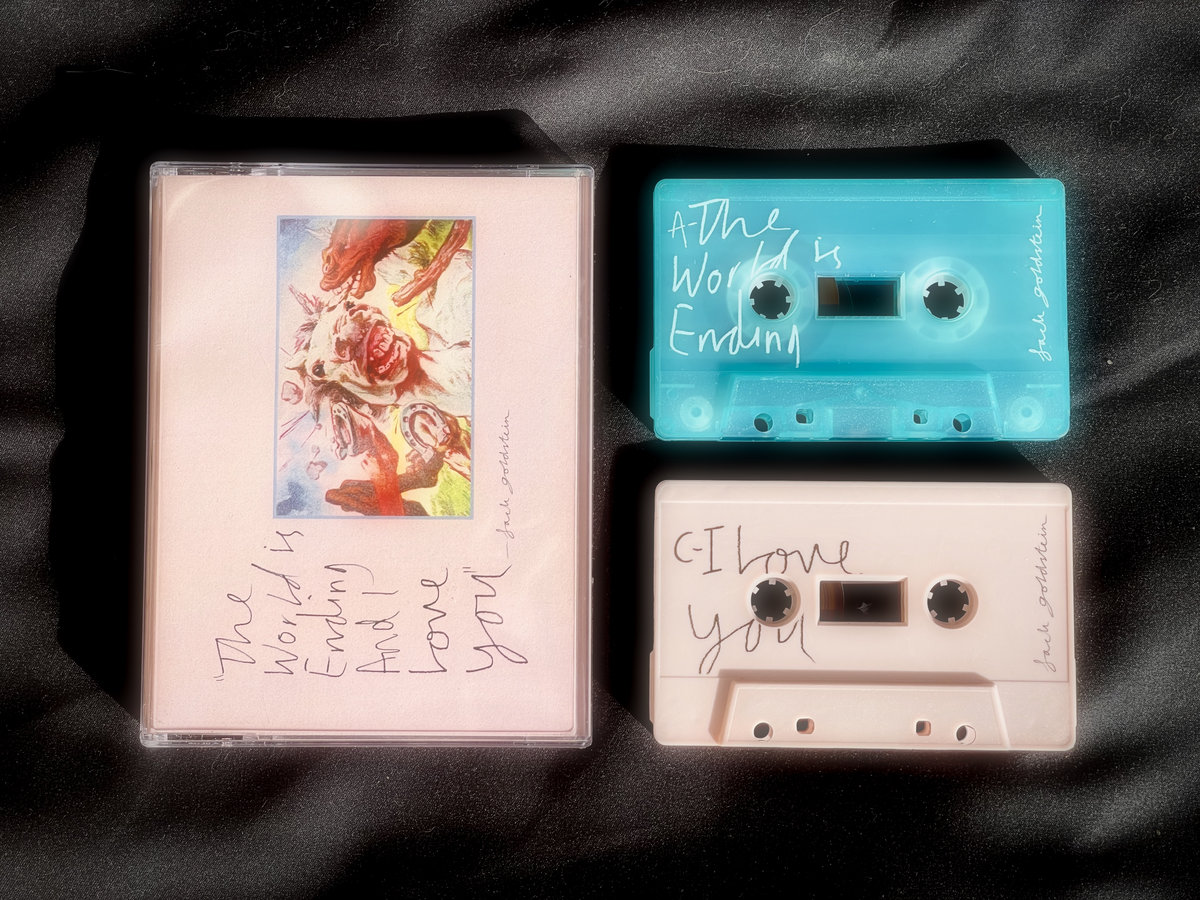 "The
World is
Ending
And I
Love
You"
- Jack goldstein
A-The
World is
Ending
Jack goldstein
C-I Love
You
Jack goldstein